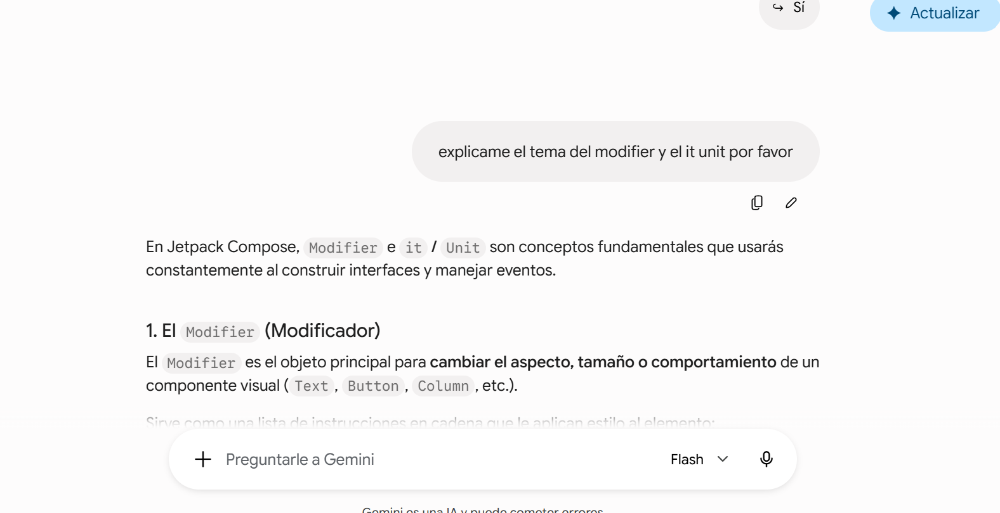 Sí
Actualizar
explicame el tema del modifier y el it unit por favor
En Jetpack Compose, Modifier e it / Unit son conceptos fundamentales que usarás
constantemente al construir interfaces y manejar eventos.
1. El Modifier (Modificador)
El Modifier es el objeto principal para cambiar el aspecto, tamaño o comportamiento de un
componente visual (Text, Button, Column, etc.).
Sirve como una lista de instrucciones en cadena que le aplican estilo al elemento:
Preguntarle a Gemini
Flash
Gemini es una IA y puede cometer errores.